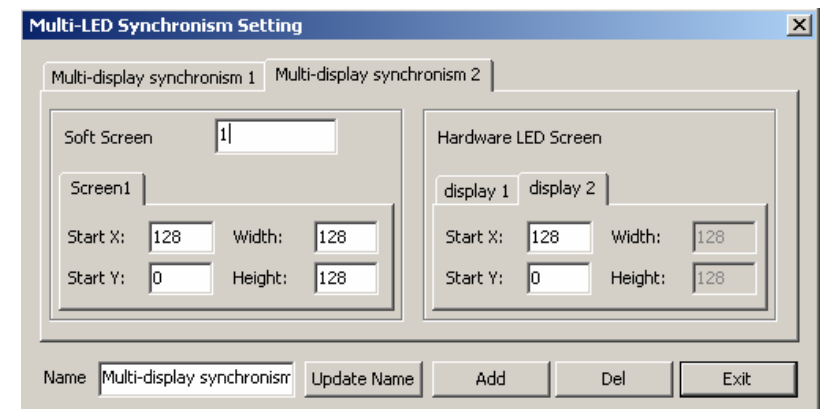 Multi-LED Synchronism Setting
Multi-display synchronism 1 Multi-display synchronism 2
Soft Screen 1 Hardware LED Screen
Screen1 display 1 display 2
Start X: 128 Width: 128 Start X: 128 Width: 128
Start Y: 0 Height: 128 Start Y: 0 Height: 128
Name Multi-display synchronism Update Name Add Del Exit